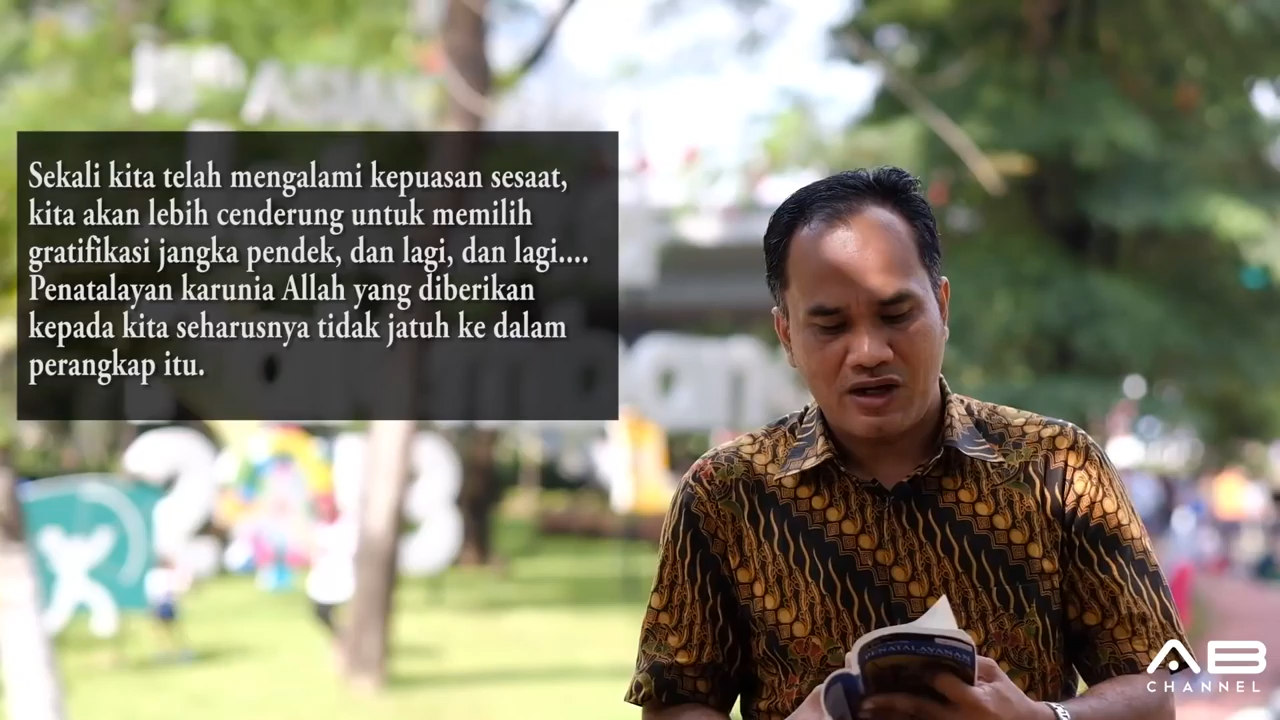 Sekali kita telah mengalami kepuasan sesaat,
kita akan lebih cenderung untuk memilih
gratifikasi jangka pendek, dan lagi, dan lagi....
Penatalayan karunia Allah yang diberikan
kepada kita seharusnya tidak jatuh ke dalam
perangkap itu.
PENATALAYANAN
AB
CHANNEL